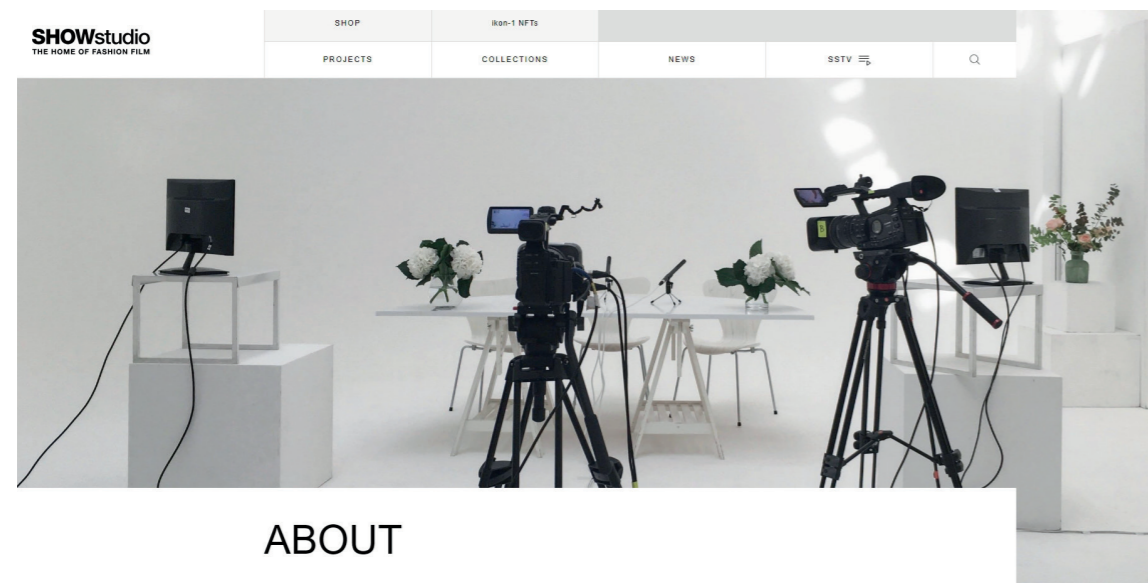 SHOWstudio
THE HOME OF FASHION FILM
SHOP
ikon-1 NFTs
PROJECTS
COLLECTIONS
NEWS
SSTV
ABOUT